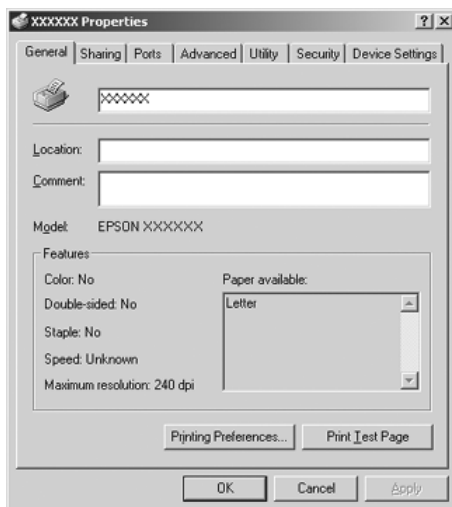 XXXXXX Properties
General Sharing Ports Advanced Utility Security Device Settings
XXXXXX
Location:
Comment:
Model: EPSON XXXXXX
Features
Color: No
Paper available:
Double-sided: No
Letter
Staple: No
Speed: Unknown
Maximum resolution: 240 dpi
Printing Preferences... Print Test Page
OK Cancel Apply